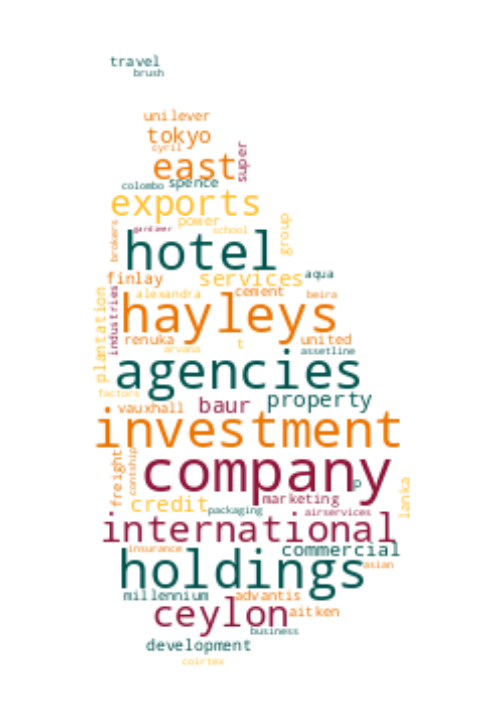 travel
brush
unilever
tokyo
cyril
super
east
colombo
spence
exports
power
group
gardiner
school
brokers
hotel
finlay
services
aqua
plantation
industries
alexandra
cement
beira
hayleys
renuka
t
united
arvana
assetline
agencies
factors
vauxhall
baur
property
investment
freight
contship
company
p
credit
packaging
marketing
airservices
lanka
international
insurance
commercial
holdings
asian
millennium
advantis
ceylon
aitken
business
development
coirtex